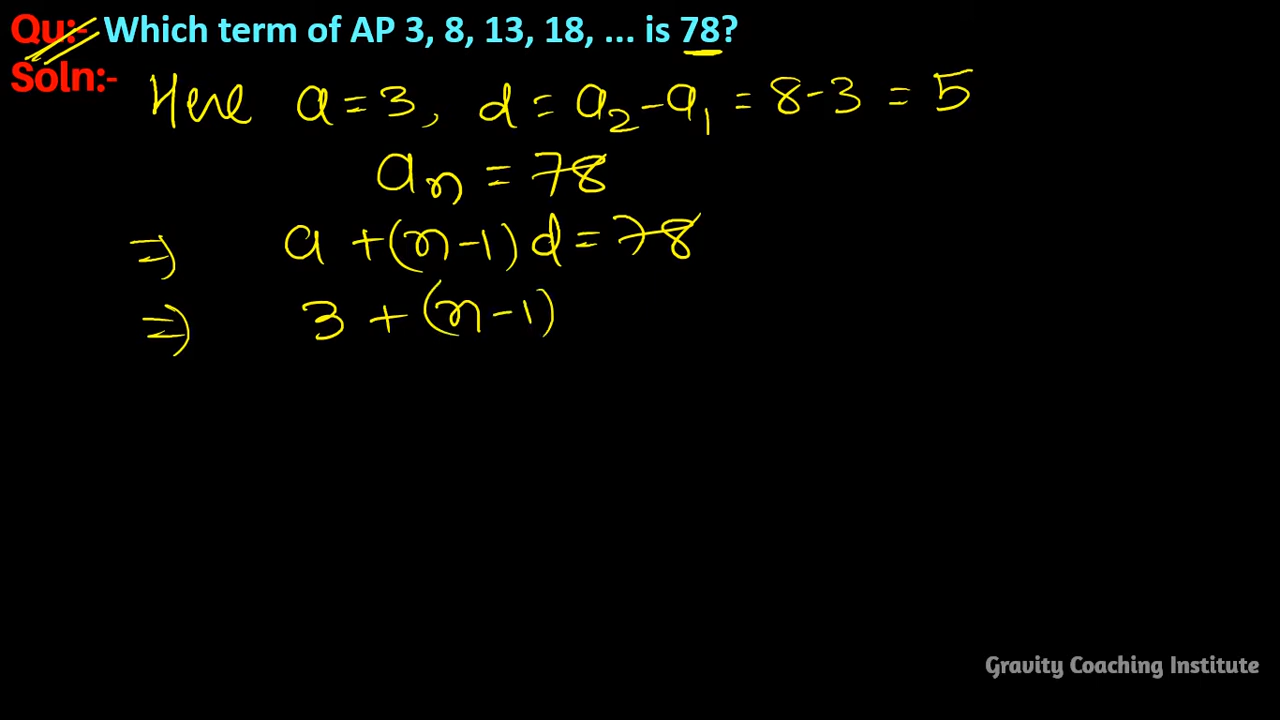 Qu:- Which term of AP 3, 8, 13, 18, ... is 78?
Soln:- Here a = 3, d = a₂ - a₁ = 8 - 3 = 5
aₙ = 78
⇒ a + (n-1) d = 78
⇒ 3 + (n-1)
Gravity Coaching Institute